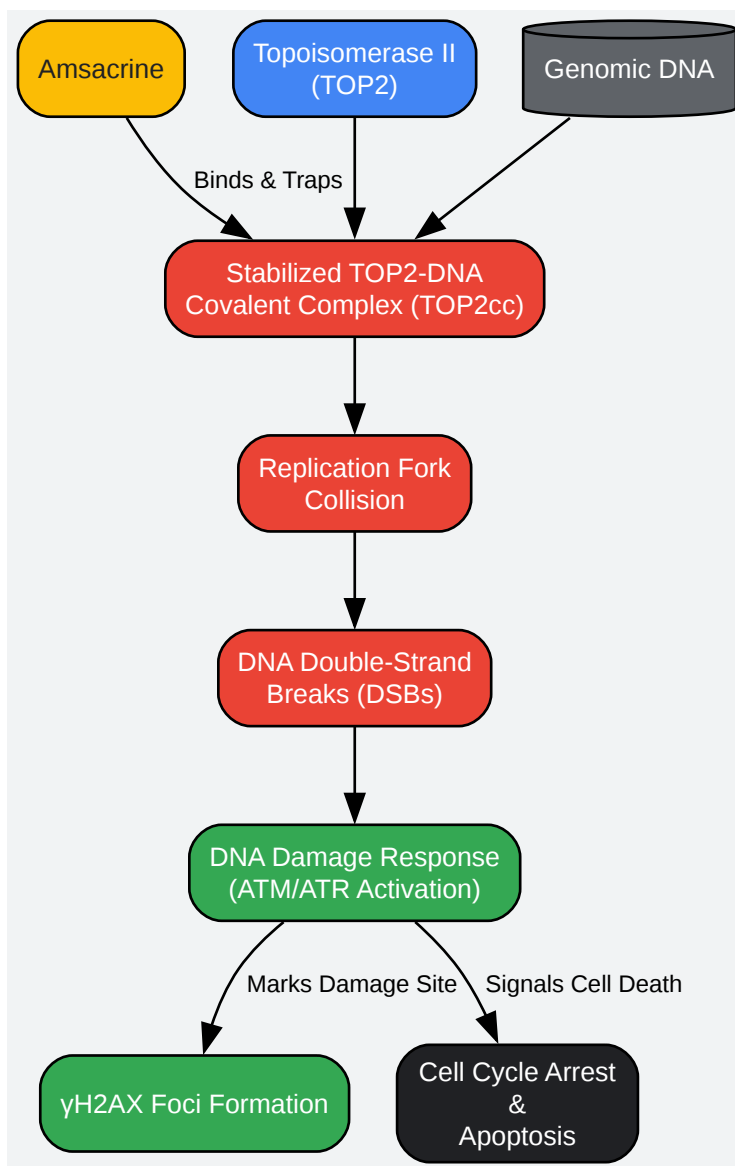 Amsacrine
Topoisomerase II
(TOP2)
Genomic DNA
Binds & Traps
Stabilized TOP2-DNA
Covalent Complex (TOP2cc)
Replication Fork
Collision
DNA Double-Strand
Breaks (DSBs)
DNA Damage Response
(ATM/ATR Activation)
Marks Damage Site
Signals Cell Death
γH2AX Foci Formation
Cell Cycle Arrest
&
Apoptosis